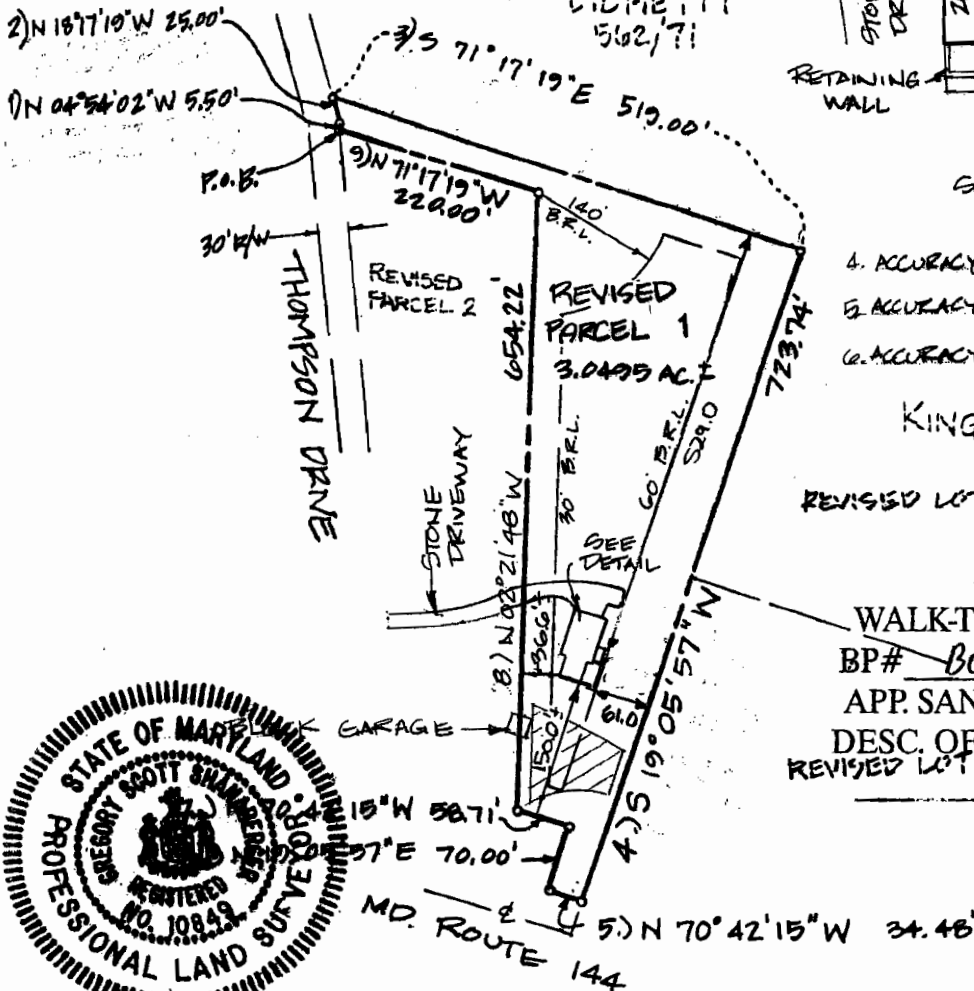 2) N 18°17'19" W 25.00'
1) N 04°54'02" W 5.50'
P.O.B.
30' R/W
3) S 71°17'19" E 519.00'
562/71
RETAINING
WALL
9) N 71°17'19" W
220.00'
140'
B.R.L.
REVISED
PARCEL 2
REVISED
PARCEL 1
3.0495 AC.±
654.22
723.74'
4. ACCURACY
5. ACCURACY
6. ACCURACY
KING
REVISED LOT
THOMPSON DRIVE
STONE
DRIVEWAY
30' B.R.L.
60' B.R.L.
529.0
SEE
DETAIL
8.) N 02°21'48" W
36.6'±
61.0
150.0'±
4.) S 19°05'57" W
WALK-T
BP#
APP. SAN
DESC. OF
REVISED LOT
GARAGE
15" W 58.71'
57" E 70.00'
5.) N 70°42'15" W 34.48'
MD. ROUTE 144
STATE OF MARYLAND
GREGORY SCOTT SHANABERGER
REGISTERED
NO. 10849
PROFESSIONAL LAND SURVEYOR